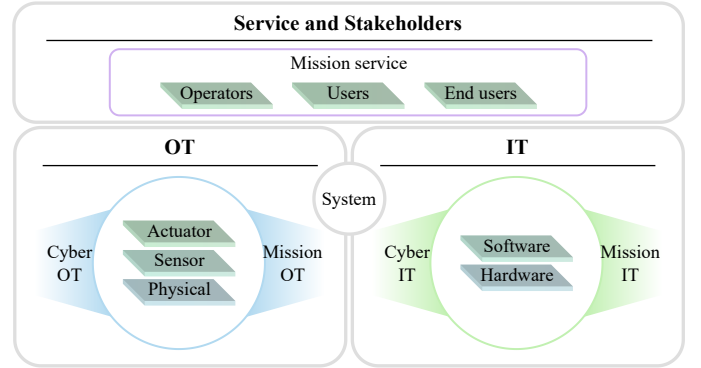 Service and Stakeholders
Mission service
Operators
Users
End users
OT
IT
System
Actuator
Sensor
Physical
Cyber
OT
Mission
OT
Software
Hardware
Cyber
IT
Mission
IT